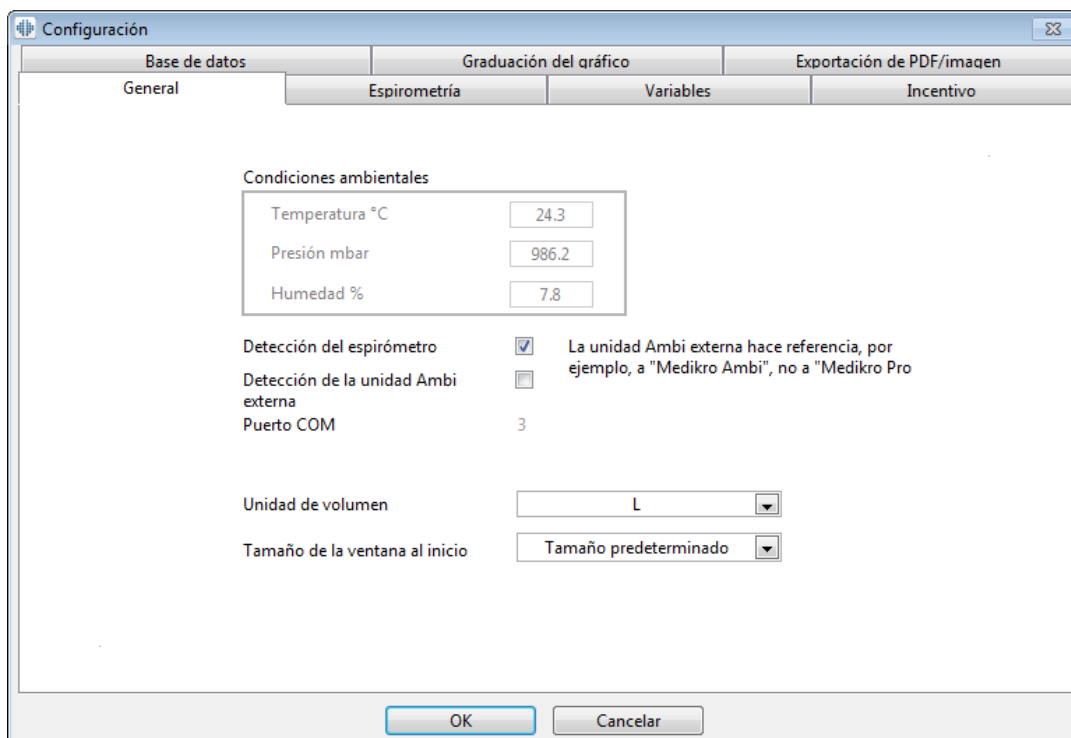 Configuración
Base de datos
Graduación del gráfico
Exportación de PDF/imagen
General
Espirometría
Variables
Incentivo
Condiciones ambientales
Temperatura °C 24.3
Presión mbar 986.2
Humedad % 7.8
Detección del espirómetro
La unidad Ambi externa hace referencia, por
ejemplo, a "Medikro Ambi", no a "Medikro Pro
Detección de la unidad Ambi
externa
Puerto COM 3
Unidad de volumen L
Tamaño de la ventana al inicio Tamaño predeterminado
OK
Cancelar